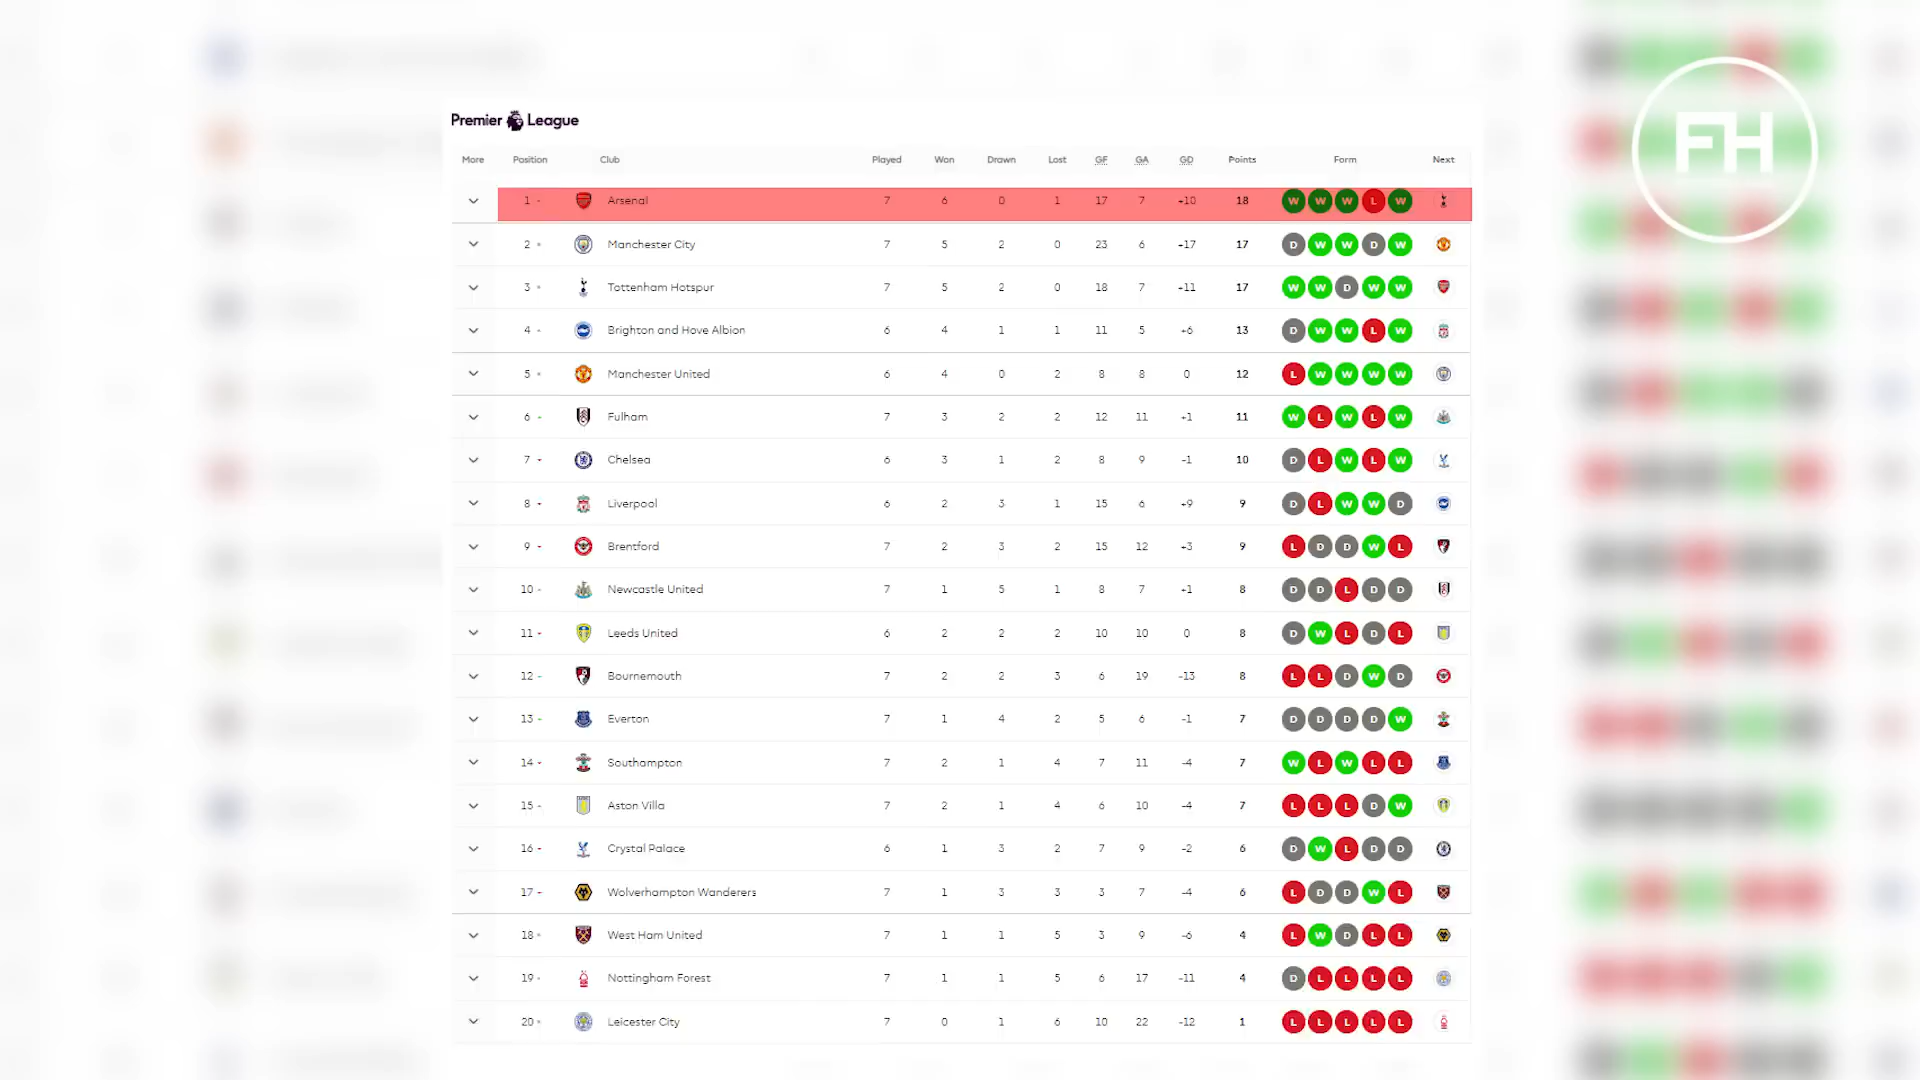 FH
Premier League
More Position Club Played Won Drawn Lost GF GA GD Points Form Next
1 - Arsenal 7 6 0 1 17 7 +10 18 W W W L W
2 Manchester City 7 5 2 0 23 6 +17 17 D W W D W
3 Tottenham Hotspur 7 5 2 0 18 7 +11 17 W W D W W
4 Brighton and Hove Albion 6 4 1 1 11 5 +6 13 D W W L W
5 Manchester United 6 4 0 2 8 8 0 12 L W W W W
6 Fulham 7 3 2 2 12 11 +1 11 W L W L W
7 Chelsea 6 3 1 2 8 9 -1 10 D L W L W
8 Liverpool 6 2 3 1 15 6 +9 9 D L W W D
9 Brentford 7 2 3 2 15 12 +3 9 L D D W L
10 Newcastle United 7 1 5 1 8 7 +1 8 D D L D D
11 Leeds United 6 2 2 2 10 10 0 8 D W L D L
12 Bournemouth 7 2 2 3 6 19 -13 8 L L D W D
13 Everton 7 1 4 2 5 6 -1 7 D D D D W
14 Southampton 7 2 1 4 7 11 -4 7 W L W L L
15 Aston Villa 7 2 1 4 6 10 -4 7 L L L D W
16 Crystal Palace 6 1 3 2 7 9 -2 6 D W L D D
17 Wolverhampton Wanderers 7 1 3 3 3 7 -4 6 L D D W L
18 West Ham United 7 1 1 5 3 9 -6 4 L W D L L
19 Nottingham Forest 7 1 1 5 6 17 -11 4 D L L L L
20 Leicester City 7 0 1 6 10 22 -12 1 L L L L L